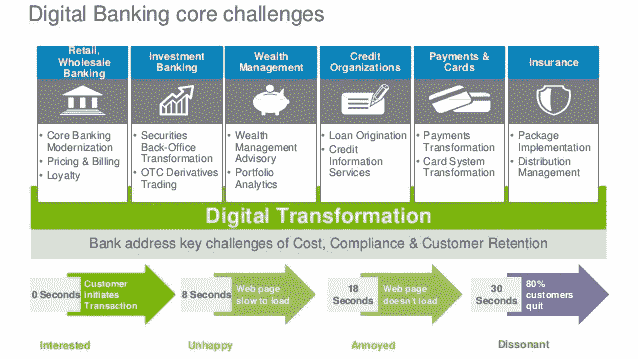 Digital Banking core challenges
Retail,
Wholesale
Banking
Investment
Banking
Wealth
Management
Credit
Organizations
Payments &
Cards
Insurance
• Core Banking
Modernization
• Pricing & Billing
• Loyalty
• Securities
Back-Office
Transformation
• OTC Derivatives
Trading
• Wealth
Management
Advisory
• Portfolio
Analytics
• Loan Origination
• Credit
Information
Services
• Payments
Transformation
• Card System
Transformation
• Package
Implementation
• Distribution
Management
Digital Transformation
Bank address key challenges of Cost, Compliance & Customer Retention
0 Seconds
Customer
initiates
Transaction
8 Seconds
Web page
slow to load
18
Seconds
Web page
doesn't load
30
Seconds
80%
customers
quit
Interested
Unhappy
Annoyed
Dissonant